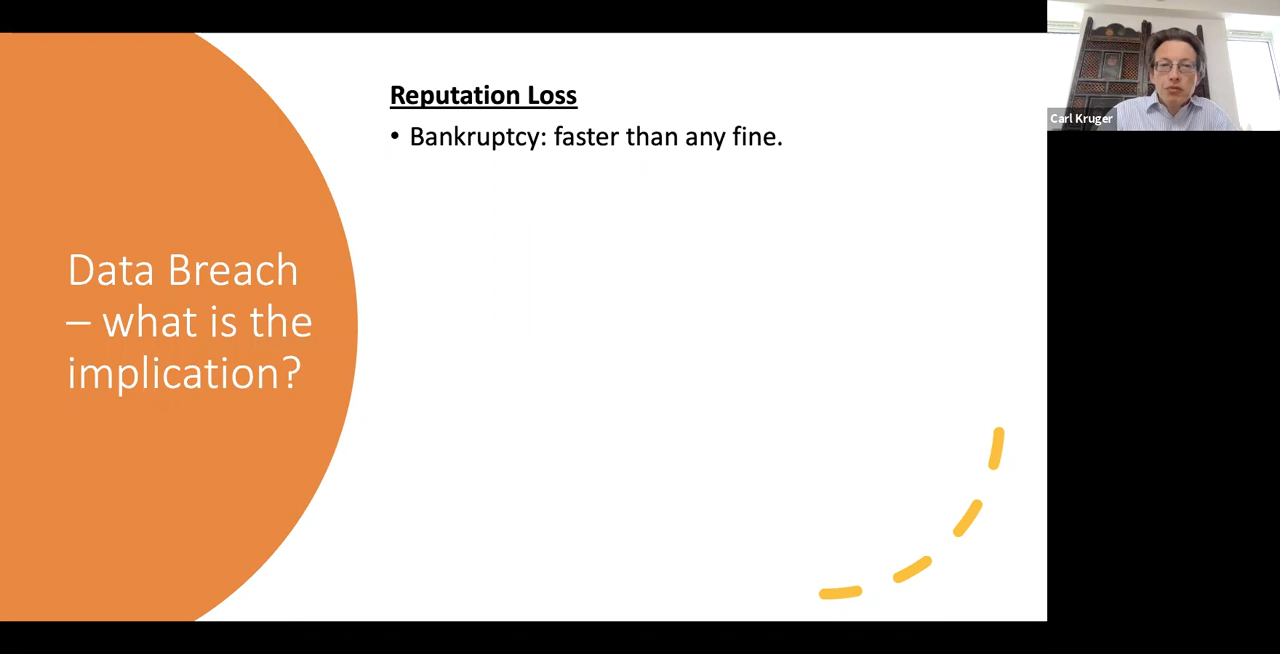 Reputation Loss
• Bankruptcy: faster than any fine.
Data Breach
– what is the
implication?
Carl Kruger